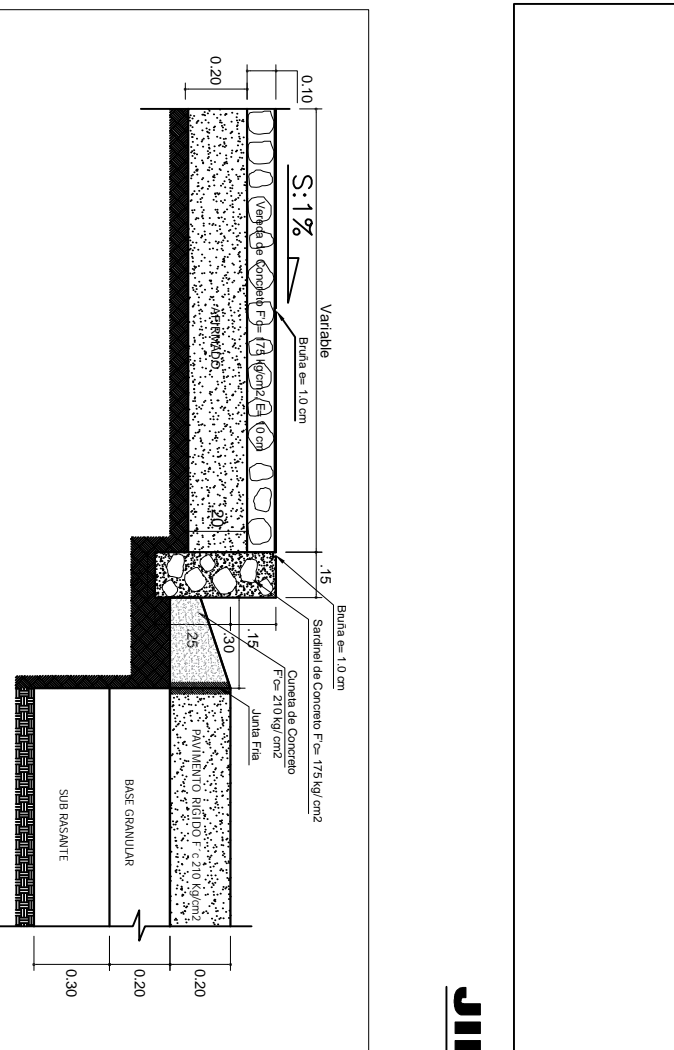 JII
Variable
.15
0.10
0.20
S:1%
Bruña e= 1.0 cm
Bruña e= 1.0 cm
Sardinel de Concreto F'c= 175 kg/cm2
Cuneta de Concreto
F'c= 210 kg/cm2
Junta Fria
Vereda de Concreto F'c= 175 kg/cm2, E= 10 cm
AFIRMADO
.20
.15
.30
.25
PAVIMENTO RIGIDO F´c 210 Kg/cm2
BASE GRANULAR
SUB RASANTE
0.20
0.20
0.30